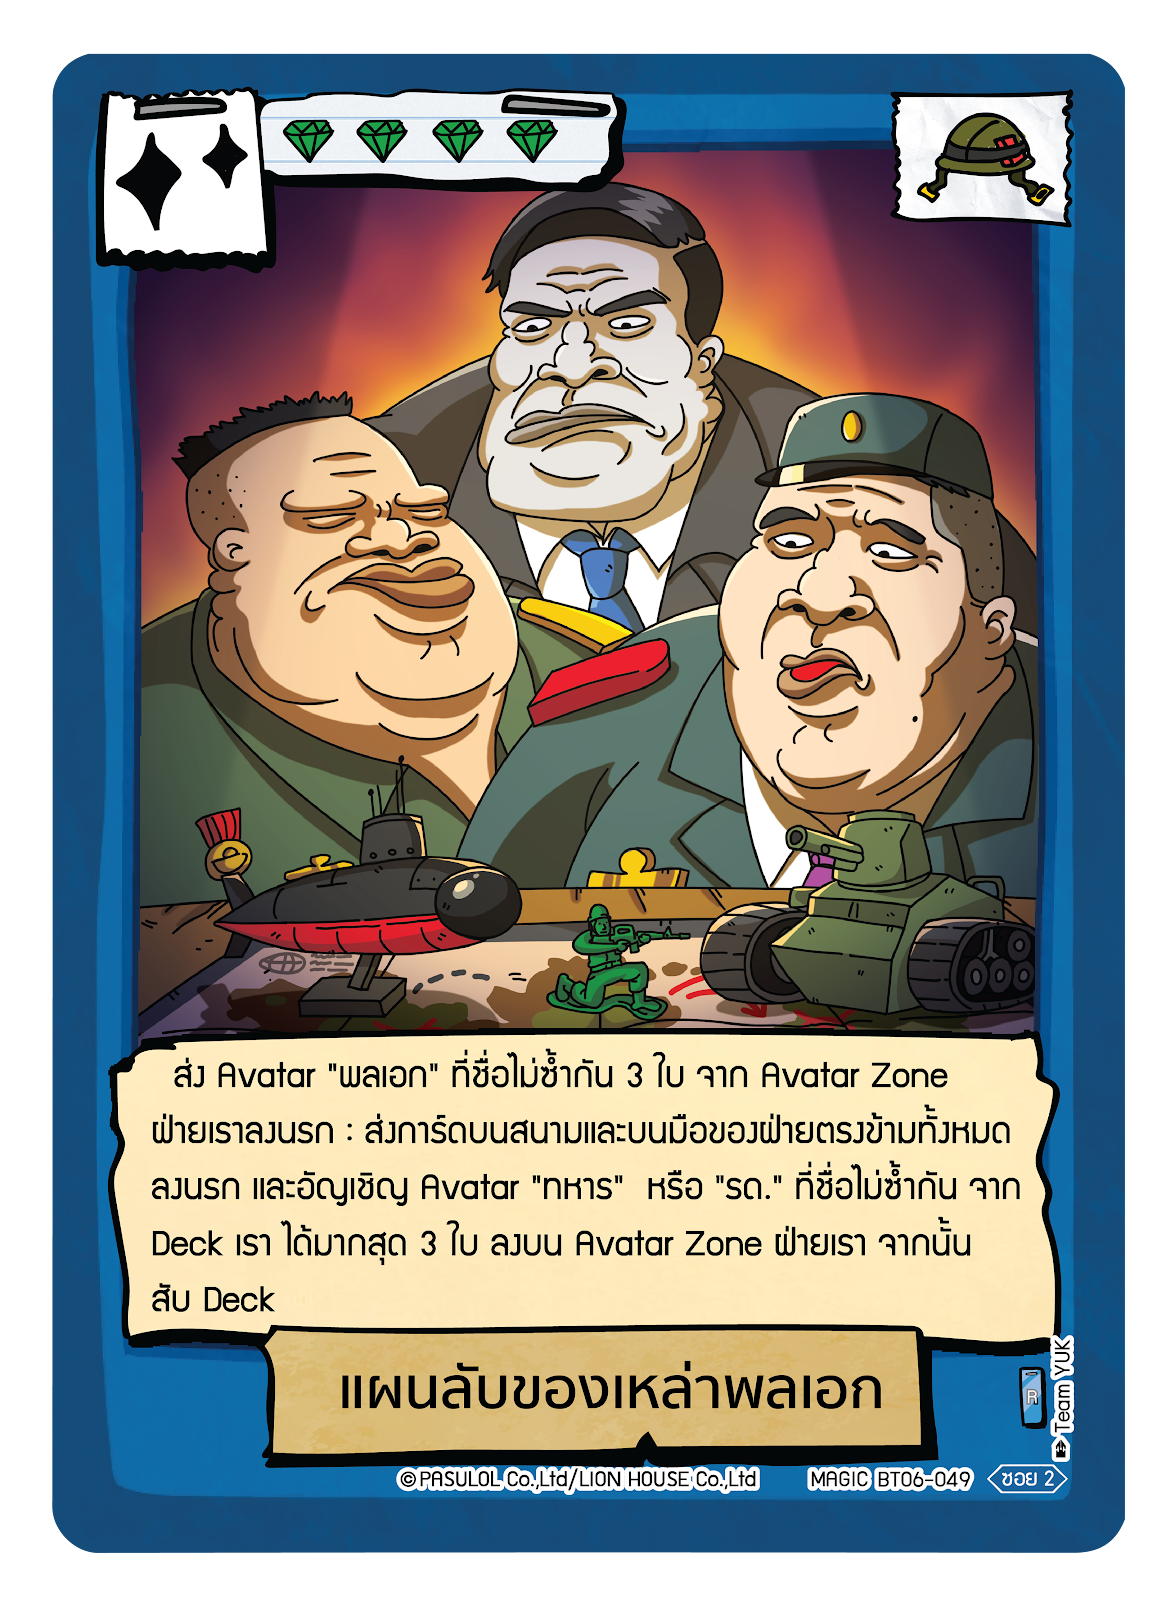 ส่ง Avatar "พลเอก" ที่ชื่อไม่ซ้ำกัน 3 ใบ จาก Avatar Zone
ฝ่ายเราลงนรก : ส่งการ์ดบนสนามและบนมือของฝ่ายตรงข้ามทั้งหมด
ลงนรก และอัญเชิญ Avatar "ทหาร" หรือ "รด." ที่ชื่อไม่ซ้ำกัน จาก
Deck เรา ได้มากสุด 3 ใบ ลงบน Avatar Zone ฝ่ายเรา จากนั้น
สับ Deck
แผนลับของเหล่าพลเอก
R
Team YUK
© PASULOL Co.,Ltd/LION HOUSE Co.,Ltd MAGIC BT06-049 ซอย 2